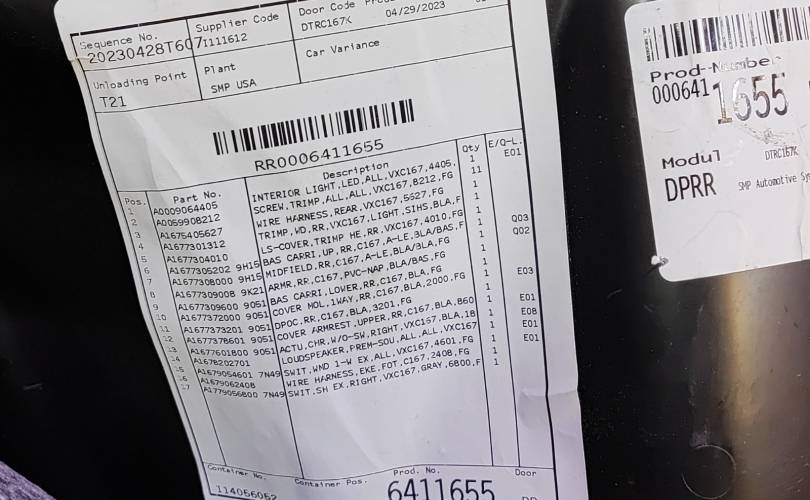 Sequence No.
20230428T607
Supplier Code
1111612
Door Code
DTRC167K
04/29/2023
Unloading Point
T21
Plant
SMP USA
Car Variance
RR0006411655
Pos. Part No. Description Qty E/Q-L.
1 A0009064405 INTERIOR LIGHT,LED,ALL,VXC167,4405, 1 E01
2 A0059908212 SCREW,TRIMP,ALL,ALL,VXC167,8212,FG 11
3 A1675405627 WIRE HARNESS,REAR,VXC167,5627,FG 1
4 A1677301312 TRIMP,WD,RR,VXC167,LIGHT,SIHS,BLA,F 1
5 A1677304010 LS-COVER,TRIMP HE,RR,VXC167,4010,FG 1
6 A1677305202 9H15 BAS CARRI,UP,RR,C167,A-LE,BLA/BAS,F 1 Q03
7 A1677308000 9H15 MIDFIELD,RR,C167,A-LE,BLA/BLA,FG 1 Q02
8 A1677309008 9K21 ARMR,RR,C167,PVC-NAP,BLA/BAS,FG 1
9 A1677309600 9051 BAS CARRI,LOWER,RR,C167,BLA,FG 1
10 A1677372000 9051 COVER MOL,1WAY,RR,C167,BLA,2000,FG 1 E03
11 A1677373201 9051 DPOC,RR,C167,BLA,3201,FG 1
12 A1677378601 9051 COVER ARMREST,UPPER,RR,C167,BLA,860 1 E01
13 A1677601800 9051 ACTU,CHR,W/O-SW,RIGHT,VXC167,BLA,18 1 E08
14 A1678202701 LOUDSPEAKER,PREM-SOU,ALL,ALL,VXC167 1 E01
15 A1679054601 7N49 SWIT,WND 1-W EX,ALL,VXC167,4601,FG 1 E01
16 A1679062408 WIRE HARNESS,EKE,FOT,C167,2408,FG 1
17 A1779056800 7N49 SWIT,SH EX,RIGHT,VXC167,GRAY,6800,F 1
Container No.
114056052
Container Pos.
Prod. No.
6411655
Door
Prod-Number
000641 1655
Modul
DPRR
DTRC167K
SMP Automotive Sys